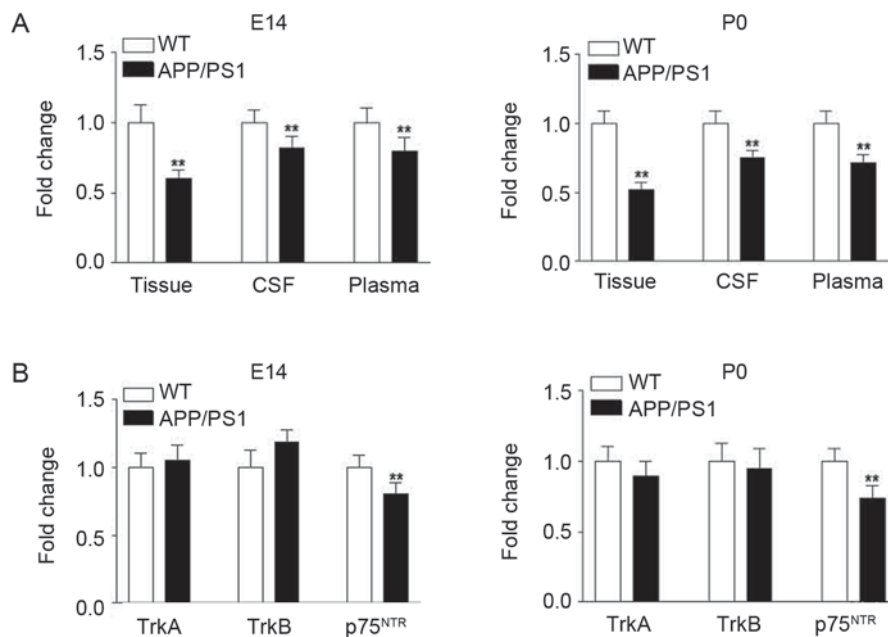 A
E14
WT
APP/PS1
Fold change
1.5
1.0
0.5
0.0
**
**
**
Tissue CSF Plasma
P0
WT
APP/PS1
Fold change
1.5
1.0
0.5
0.0
**
**
**
Tissue CSF Plasma
B
E14
WT
APP/PS1
Fold change
1.5
1.0
0.5
0.0
**
TrkA TrkB p75NTR
P0
WT
APP/PS1
Fold change
1.5
1.0
0.5
0.0
**
TrkA TrkB p75NTR